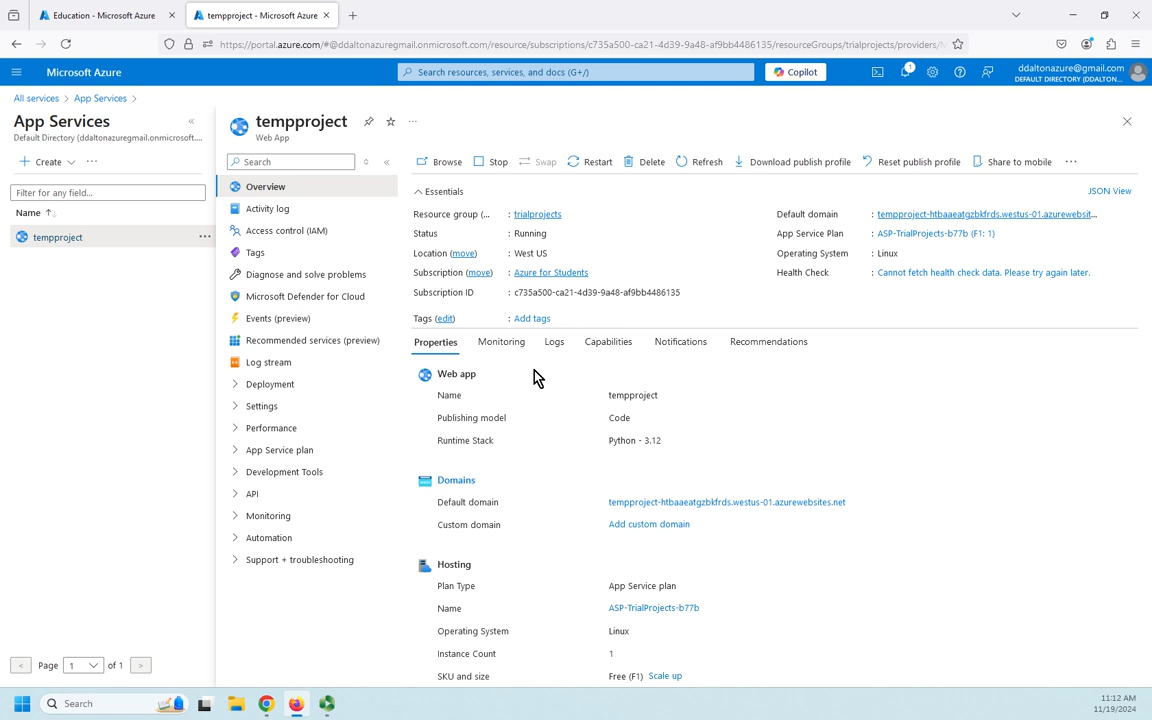 Education - Microsoft Azure
tempproject - Microsoft Azure
https://portal.azure.com/#@ddaltonazuregmail.onmicrosoft.com/resource/subscriptions/c735a500-ca21-4d39-9a48-af9bb4486135/resourceGroups/trialprojects/providers/
Microsoft Azure
Search resources, services, and docs (G+/)
Copilot
1
ddaltonazure@gmail.com
DEFAULT DIRECTORY (DDALTON...
All services > App Services >
App Services
Default Directory (ddaltonazuregmail.onmicrosoft....
Create
Filter for any field...
Name
tempproject
Page 1 of 1
tempproject
Web App
Search
Overview
Activity log
Access control (IAM)
Tags
Diagnose and solve problems
Microsoft Defender for Cloud
Events (preview)
Recommended services (preview)
Log stream
Deployment
Settings
Performance
App Service plan
Development Tools
API
Monitoring
Automation
Support + troubleshooting
Browse Stop Swap Restart Delete Refresh Download publish profile Reset publish profile Share to mobile
Essentials
JSON View
Resource group (... : trialprojects
Status : Running
Location (move) : West US
Subscription (move) : Azure for Students
Subscription ID : c735a500-ca21-4d39-9a48-af9bb4486135
Tags (edit) : Add tags
Default domain : tempproject-htbaaeatgzbkfrds.westus-01.azurewebsit...
App Service Plan : ASP-TrialProjects-b77b (F1: 1)
Operating System : Linux
Health Check : Cannot fetch health check data. Please try again later.
Properties Monitoring Logs Capabilities Notifications Recommendations
Web app
Name tempproject
Publishing model Code
Runtime Stack Python - 3.12
Domains
Default domain tempproject-htbaaeatgzbkfrds.westus-01.azurewebsites.net
Custom domain Add custom domain
Hosting
Plan Type App Service plan
Name ASP-TrialProjects-b77b
Operating System Linux
Instance Count 1
SKU and size Free (F1) Scale up
Search
11:12 AM
11/19/2024